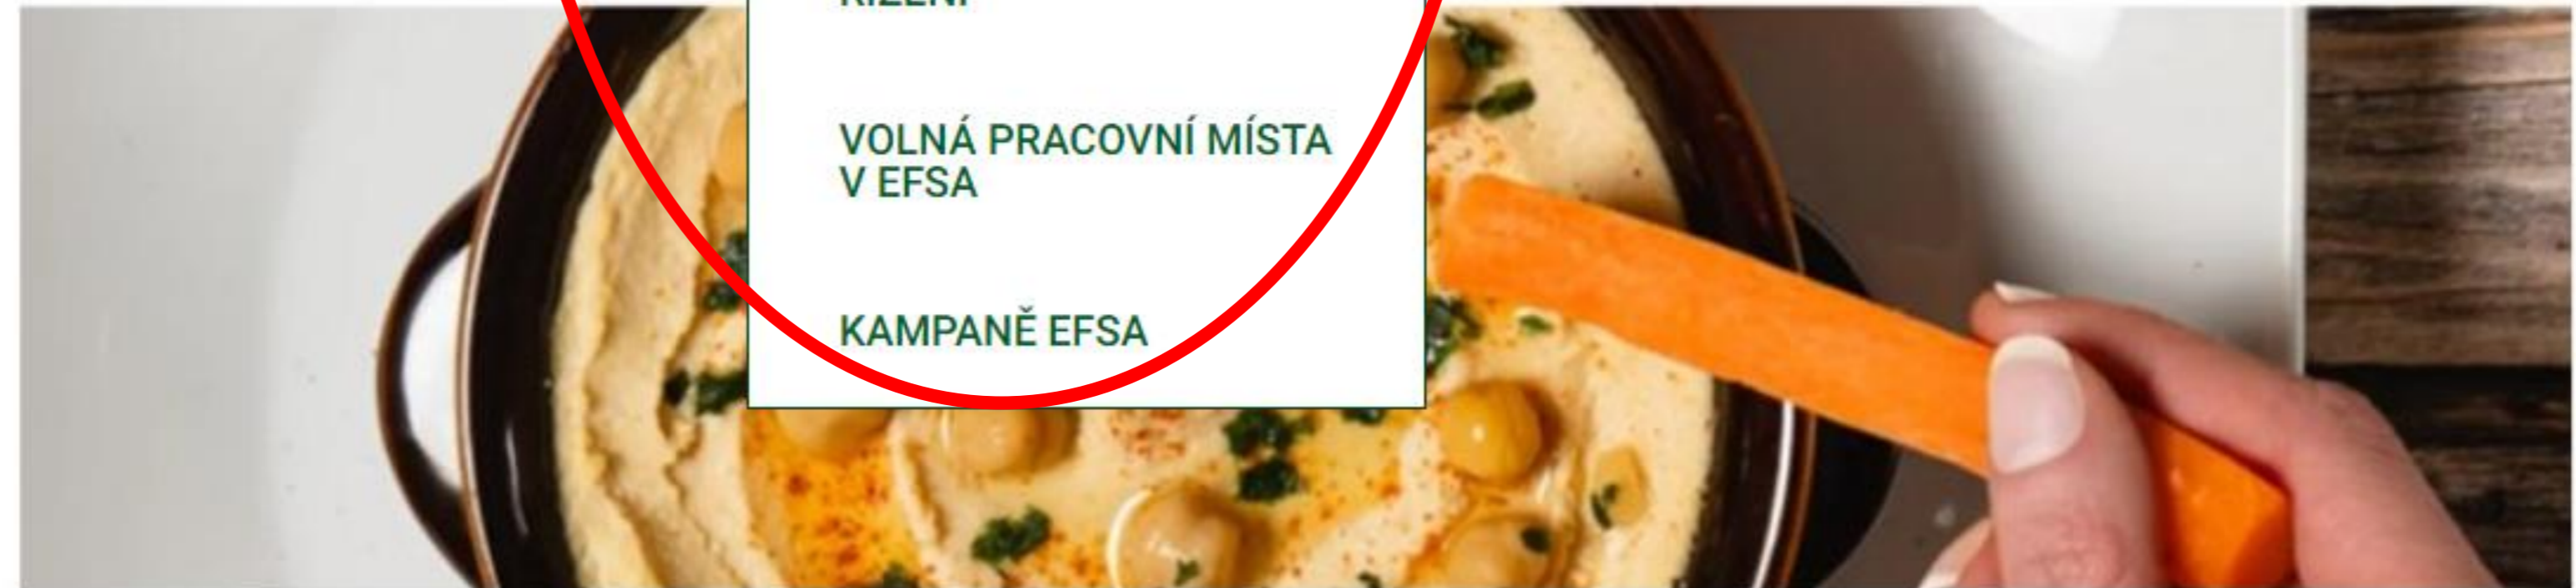 VOLNÁ PRACOVNÍ MÍSTA
V EFSA
KAMPANĚ EFSA